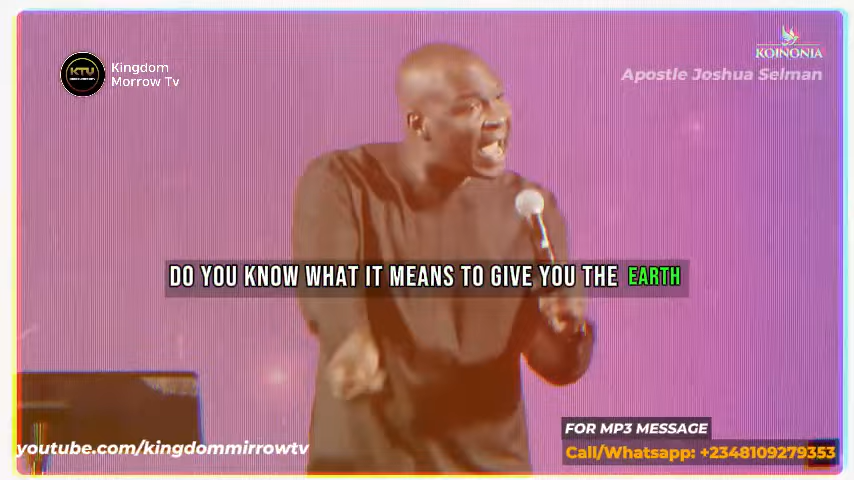 KTV
Kingdom
Morrow Tv
KOINONIA
Apostle Joshua Selman
DO YOU KNOW WHAT IT MEANS TO GIVE YOU THE EARTH
FOR MP3 MESSAGE
youtube.com/kingdommirrowtv
Call/Whatsapp: +2348109279353